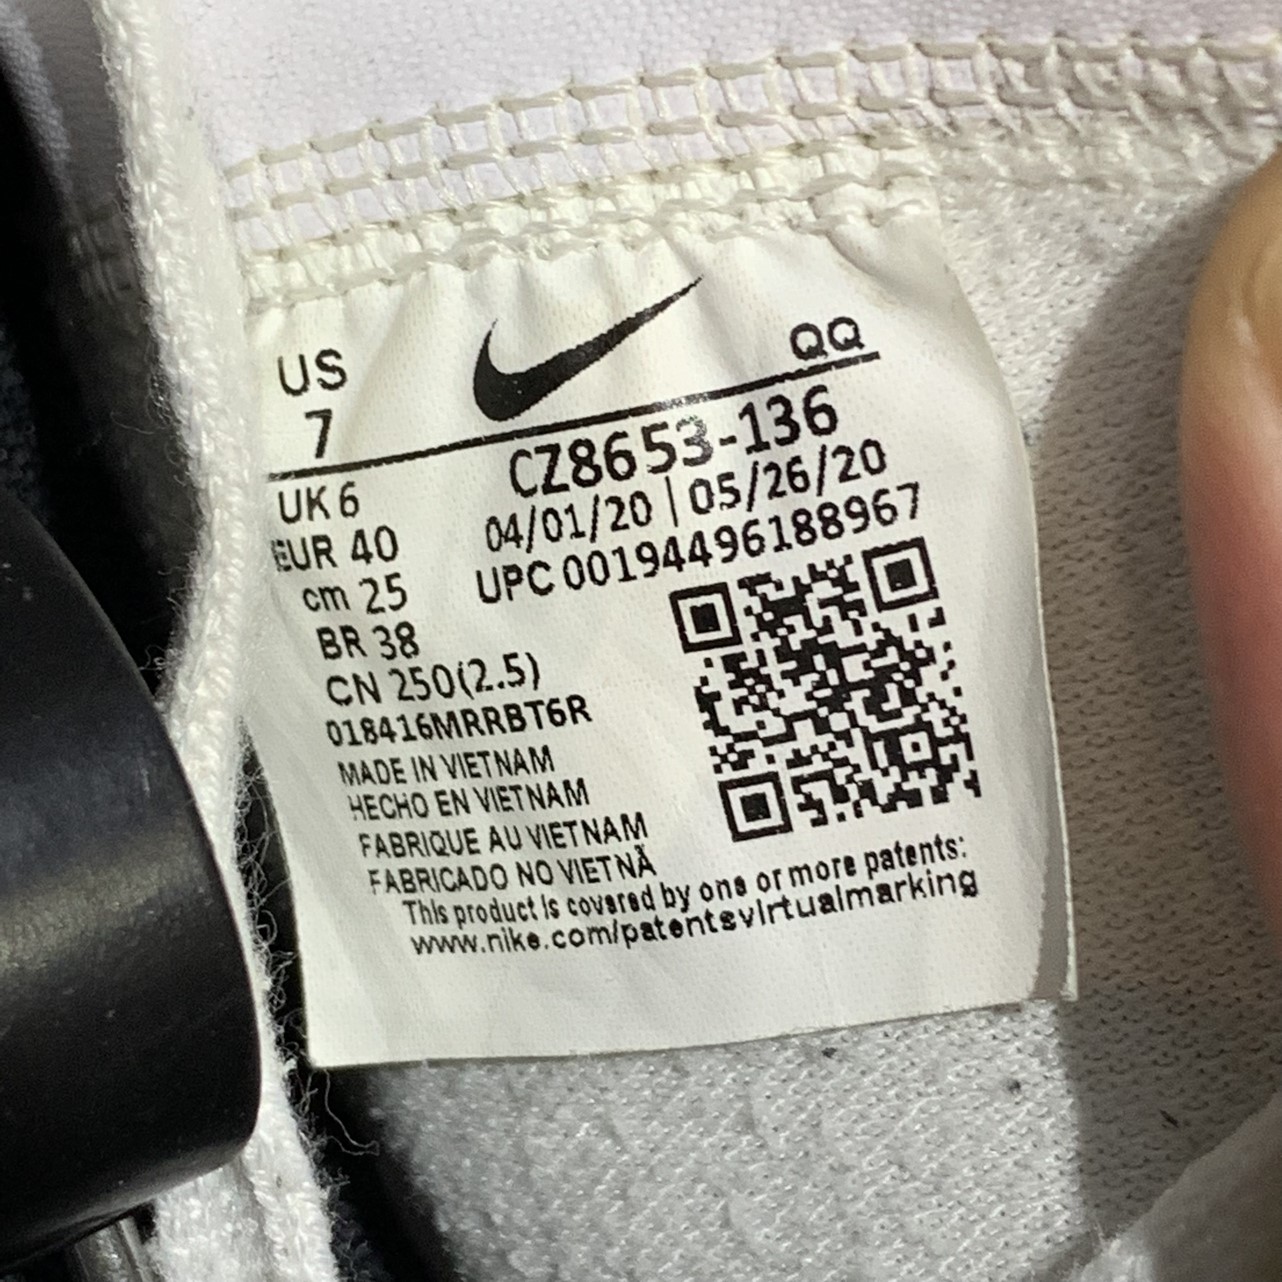 US
7
QQ
CZ8653-136
04/01/20 | 05/26/20
UPC 00194496188967
UK 6
EUR 40
cm 25
BR 38
CN 250(2.5)
018416MRRBT6R
MADE IN VIETNAM
HECHO EN VIETNAM
FABRIQUE AU VIETNAM
FABRICADO NO VIETNÃ
This product is covered by one or more patents:
www.nike.com/patentsvirtualmarking